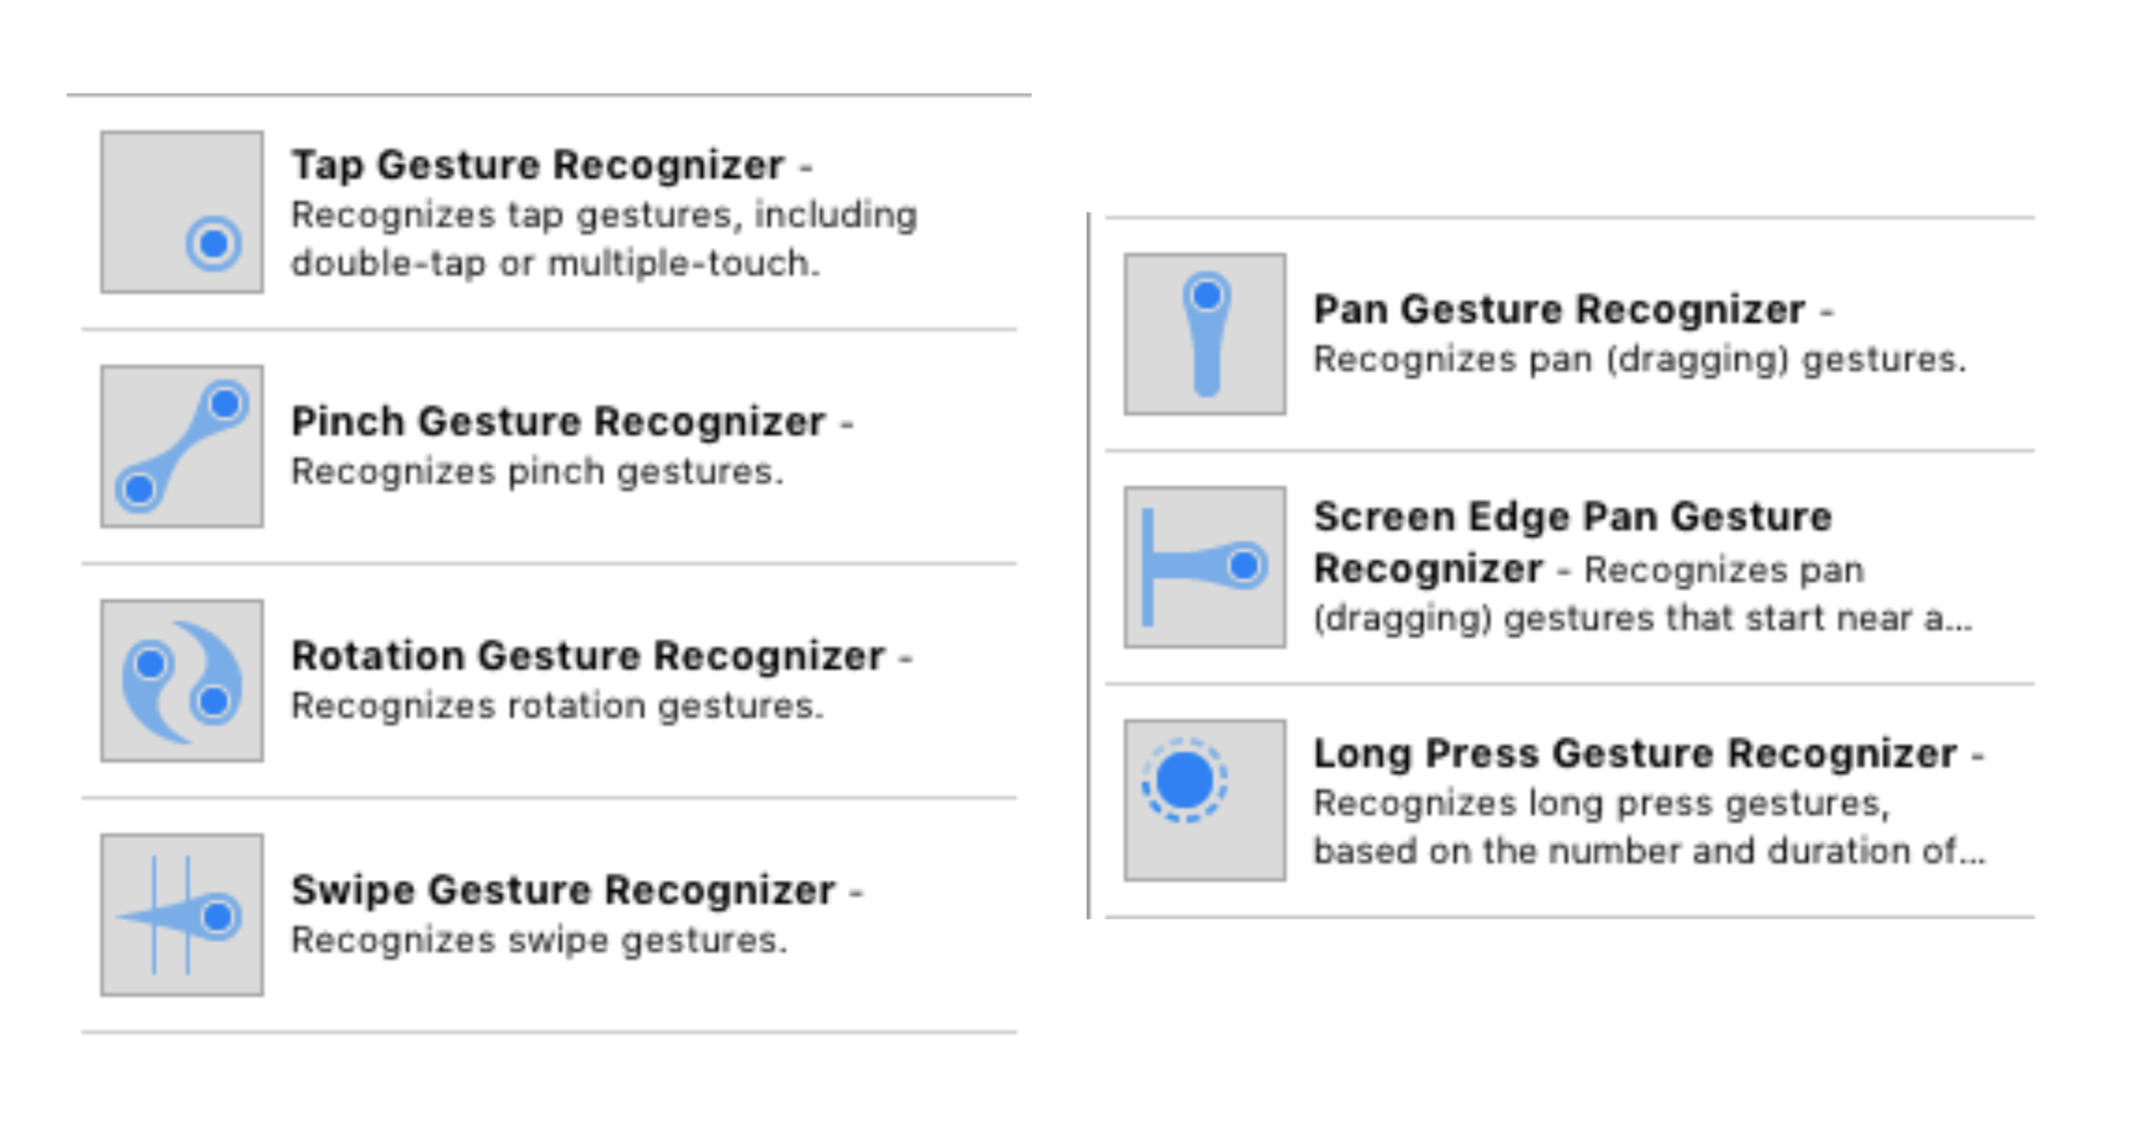 Tap Gesture Recognizer -
Recognizes tap gestures, including
double-tap or multiple-touch.
Pinch Gesture Recognizer -
Recognizes pinch gestures.
Rotation Gesture Recognizer -
Recognizes rotation gestures.
Swipe Gesture Recognizer -
Recognizes swipe gestures.
Pan Gesture Recognizer -
Recognizes pan (dragging) gestures.
Screen Edge Pan Gesture
Recognizer - Recognizes pan
(dragging) gestures that start near a...
Long Press Gesture Recognizer -
Recognizes long press gestures,
based on the number and duration of...